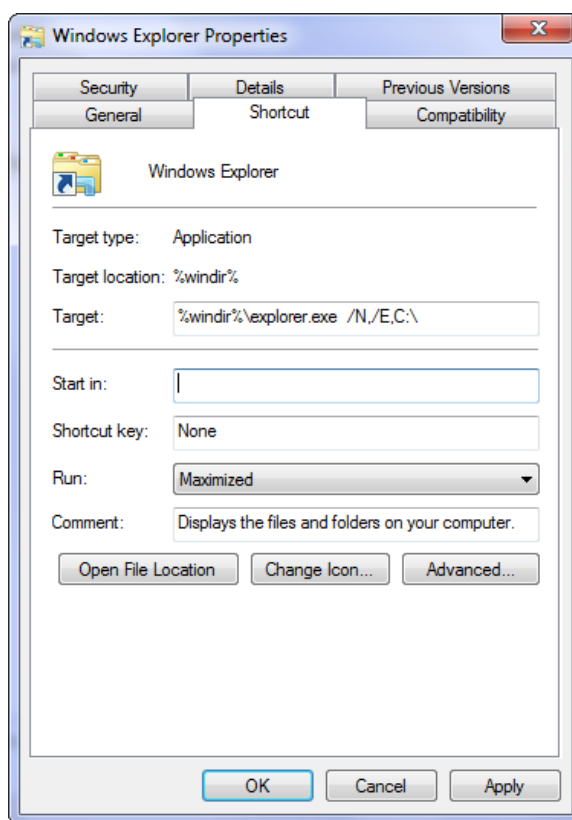 Windows Explorer Properties
Security Details Previous Versions
General Shortcut Compatibility
Windows Explorer
Target type: Application
Target location: %windir%
Target: %windir%\explorer.exe /N,/E,C:\
Start in:
Shortcut key: None
Run: Maximized
Comment: Displays the files and folders on your computer.
Open File Location Change Icon... Advanced...
OK Cancel Apply